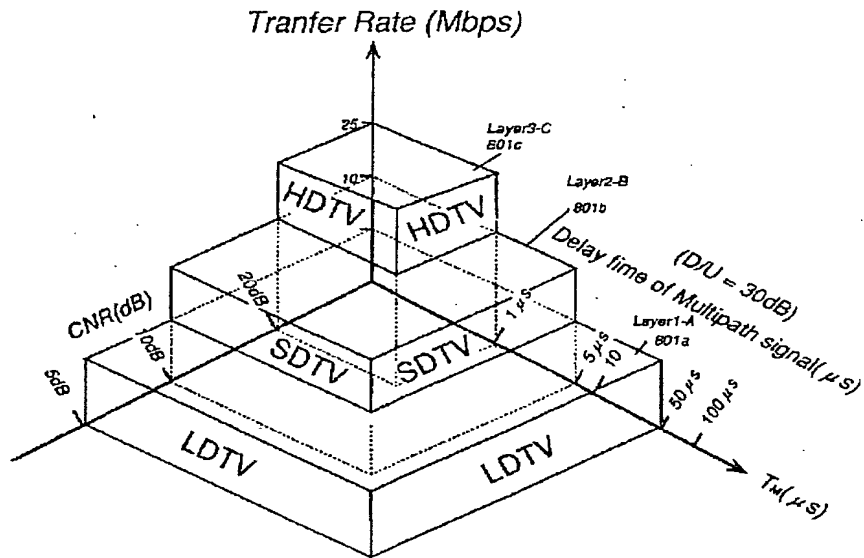 Tranfer Rate (Mbps)
25
Layer3-C
801c
10
HDTV
HDTV
Layer2-B
801b
(D/U = 30dB)
Delay fime of Multipath signal(μs)
CNR(dB)
20dB
10dB
5dB
1μs
Layer1-A
801a
SDTV
SDTV
5μs
10
50μs
100μs
LDTV
LDTV
TM(μs)